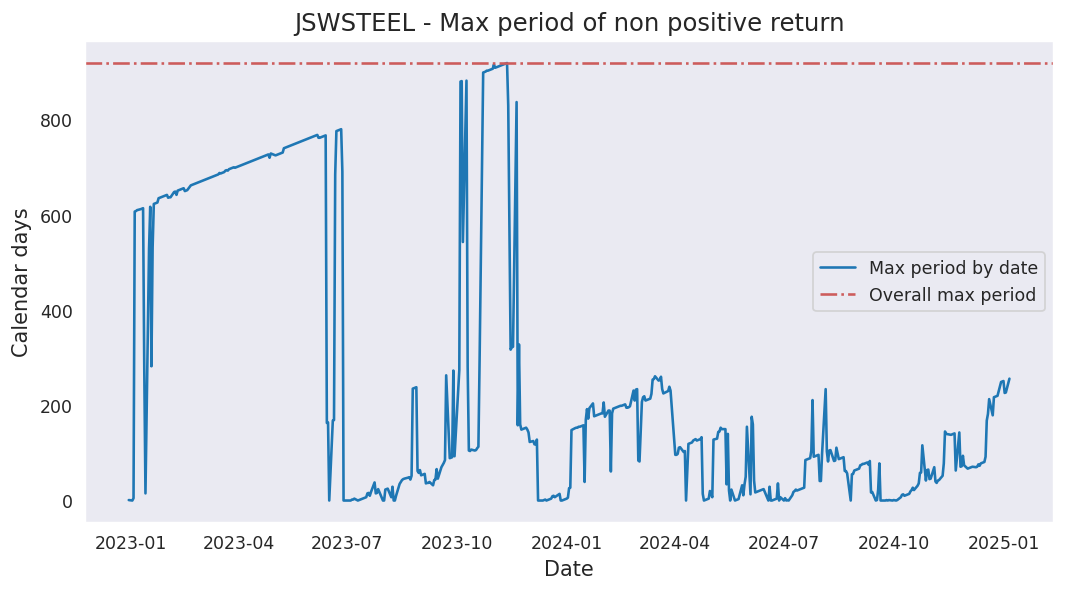 JSWSTEEL - Max period of non positive return
Calendar days
800
600
400
200
0
Max period by date
Overall max period
2023-01 2023-04 2023-07 2023-10 2024-01 2024-04 2024-07 2024-10 2025-01
Date